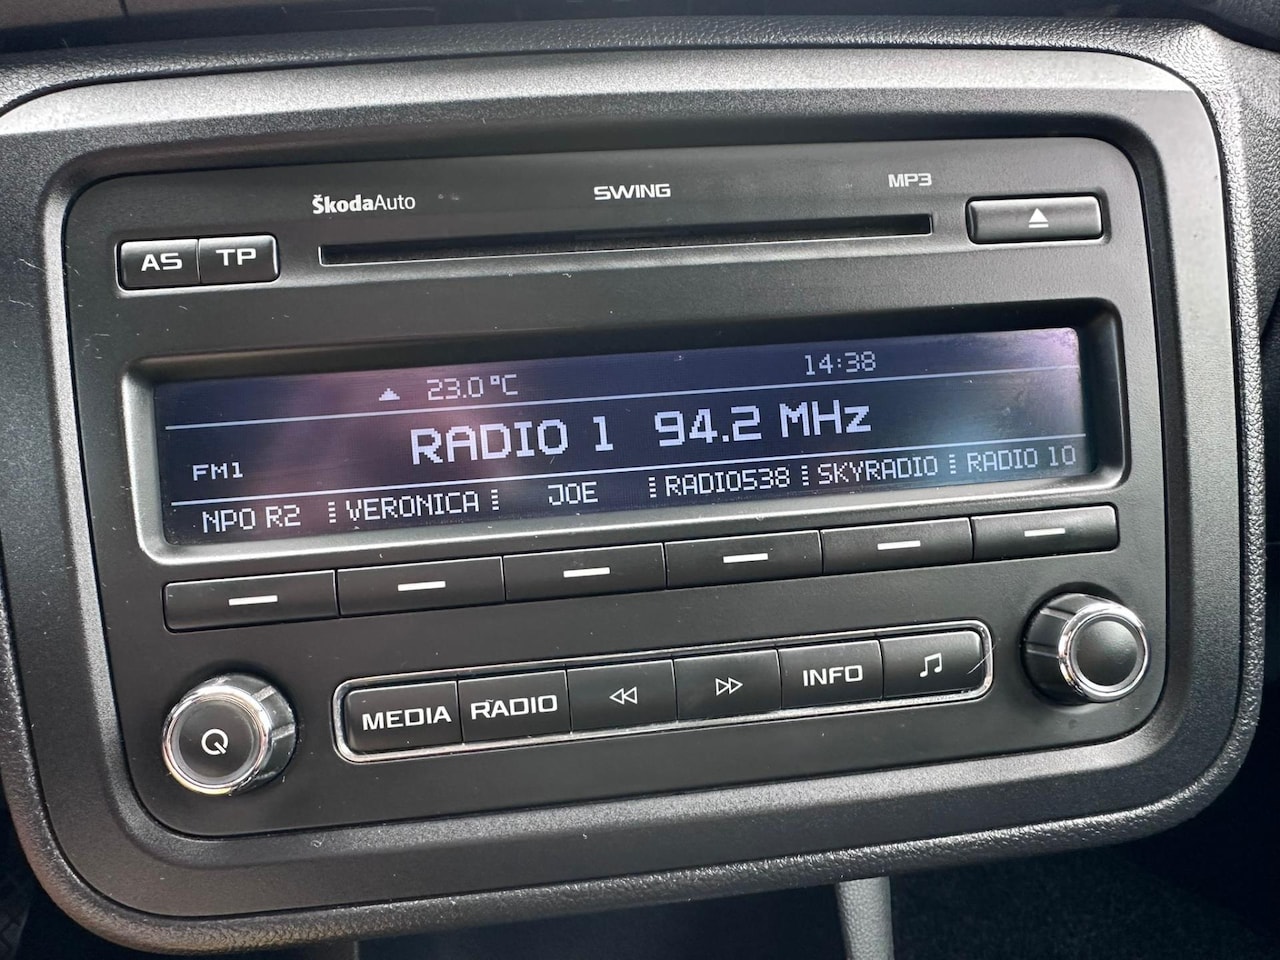 ŠkodaAuto SWING MP3
AS TP
23.0°C 14:38
FM1 RADIO 1 94.2 MHz
NPO R2 VERONICA JOE RADIO538 SKYRADIO RADIO 10
MEDIA RADIO INFO